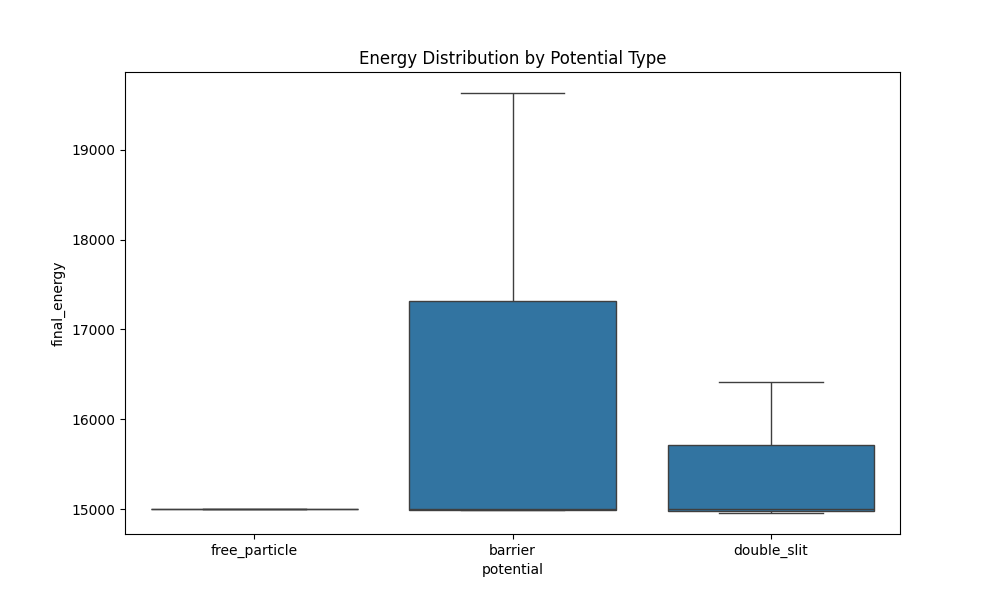 Energy Distribution by Potential Type
final_energy
19000
18000
17000
16000
15000
free_particle
barrier
double_slit
potential